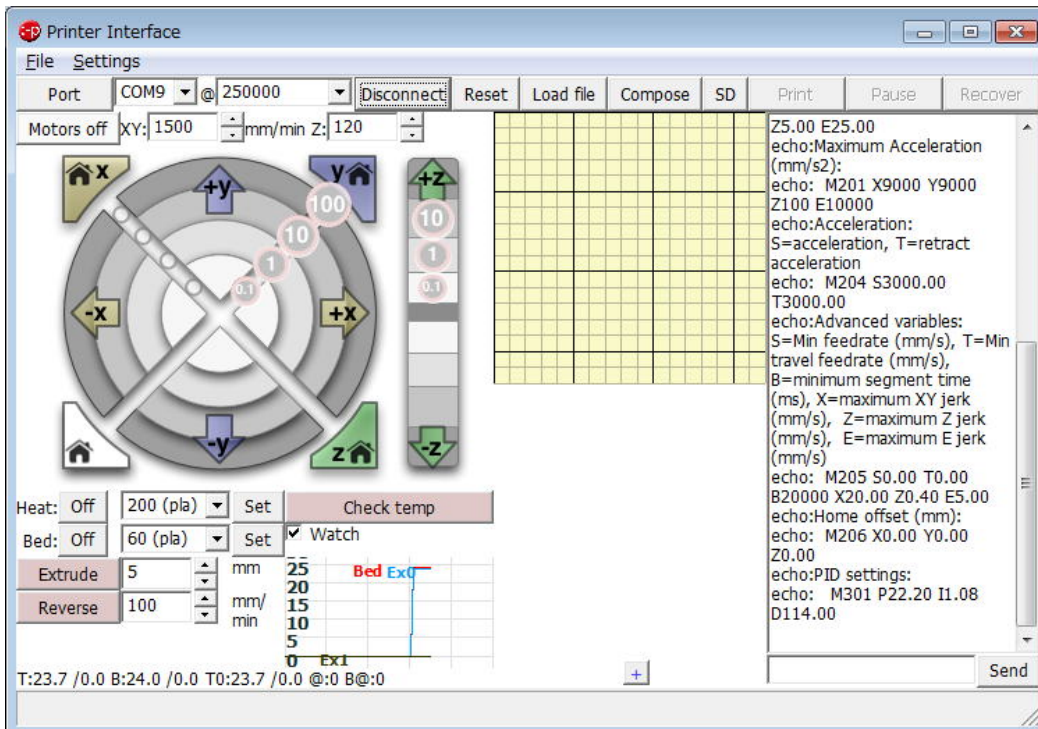 Printer Interface
File Settings
Port COM9 @ 250000 Disconnect Reset Load file Compose SD Print Pause Recover
Motors off XY: 1500 mm/min Z: 120
x +y y +z
100
10
1
0.1
10
1
0.1
-x +x
-y z -z
Heat: Off 200 (pla) Set Check temp
Bed: Off 60 (pla) Set Watch
Extrude 5 mm
Reverse 100 mm/
min
25 Bed Ex0
20
15
10
5
0 Ex1
T:23.7 /0.0 B:24.0 /0.0 T0:23.7 /0.0 @:0 B@:0
+
Z5.00 E25.00
echo:Maximum Acceleration
(mm/s2):
echo: M201 X9000 Y9000
Z100 E10000
echo:Acceleration:
S=acceleration, T=retract
acceleration
echo: M204 S3000.00
T3000.00
echo:Advanced variables:
S=Min feedrate (mm/s), T=Min
travel feedrate (mm/s),
B=minimum segment time
(ms), X=maximum XY jerk
(mm/s), Z=maximum Z jerk
(mm/s), E=maximum E jerk
(mm/s)
echo: M205 S0.00 T0.00
B20000 X20.00 Z0.40 E5.00
echo:Home offset (mm):
echo: M206 X0.00 Y0.00
Z0.00
echo:PID settings:
echo: M301 P22.20 I1.08
D114.00
Send